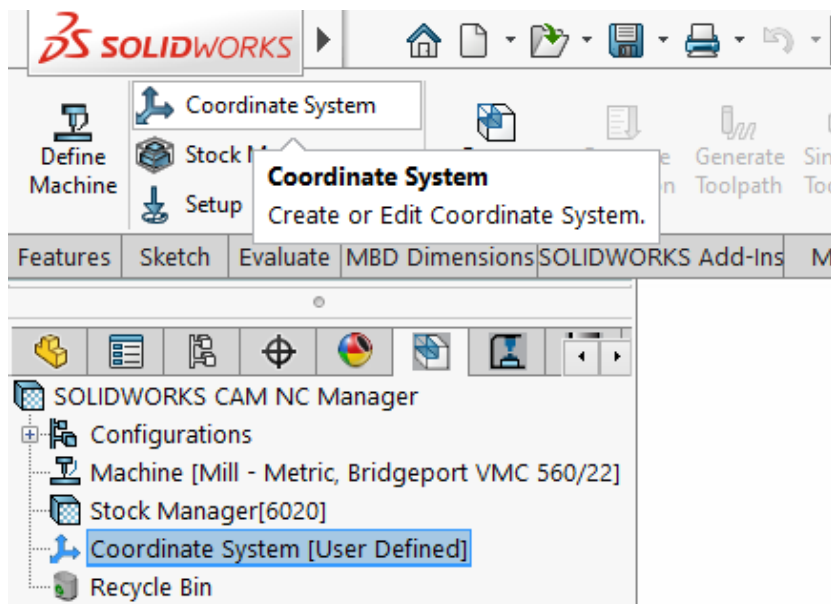 SOLIDWORKS
Coordinate System
Define Machine
Stock M
Setup
Generate Toolpath
Coordinate System
Create or Edit Coordinate System.
Features Sketch Evaluate MBD Dimensions SOLIDWORKS Add-Ins M
SOLIDWORKS CAM NC Manager
Configurations
Machine [Mill - Metric, Bridgeport VMC 560/22]
Stock Manager[6020]
Coordinate System [User Defined]
Recycle Bin